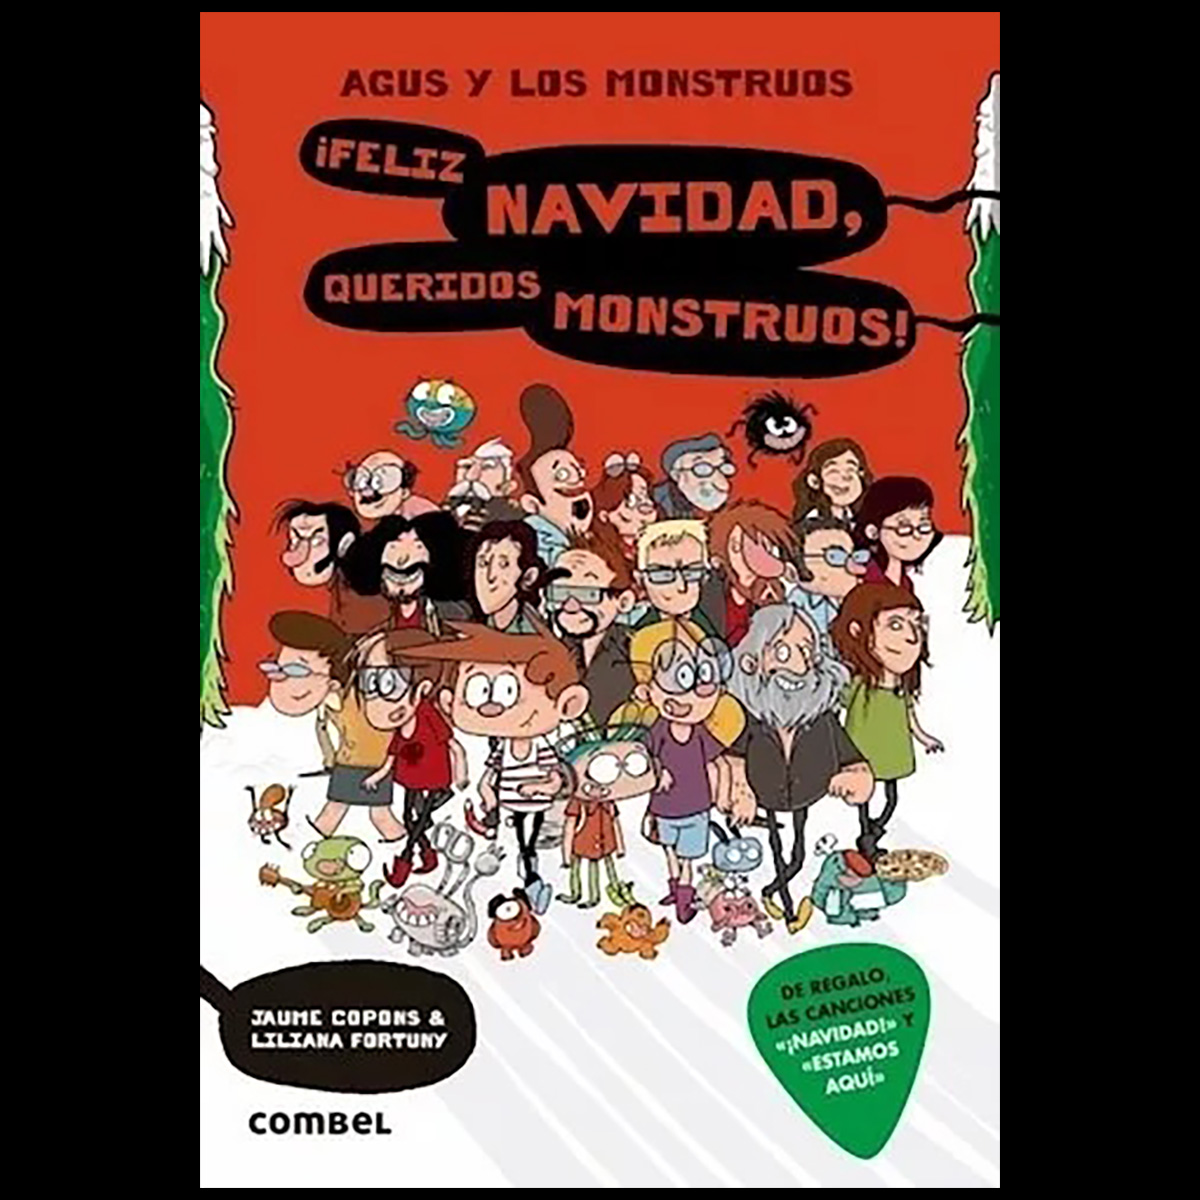 AGUS Y LOS MONSTRUOS
¡FELIZ
NAVIDAD,
QUERIDOS
MONSTRUOS!
JAUME COPONS &
LILIANA FORTUNY
COMBEL
DE REGALO,
LAS CANCIONES
«¡NAVIDAD!» Y
«ESTAMOS
AQUÍ»